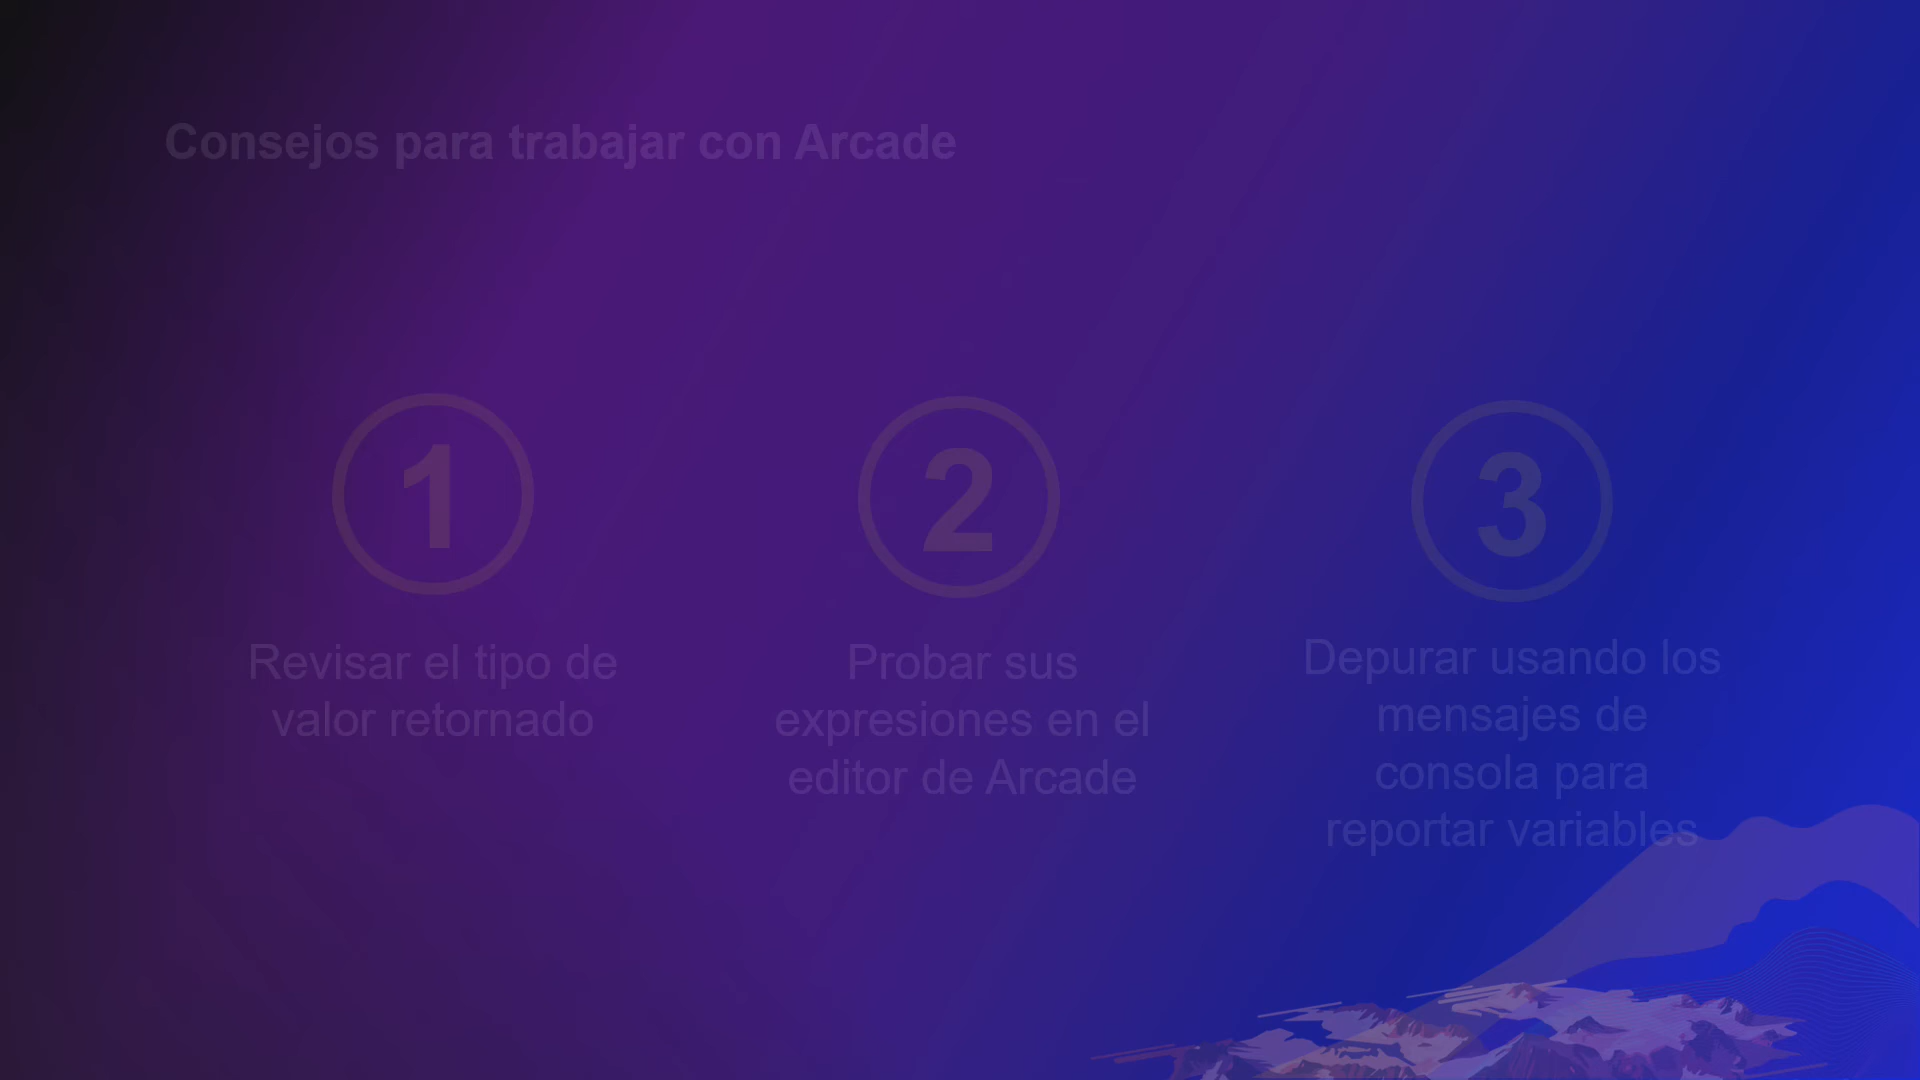 Consejos para trabajar con Arcade
1
Revisar el tipo de
valor retornado
2
Probar sus
expresiones en el
editor de Arcade
3
Depurar usando los
mensajes de
consola para
reportar variables